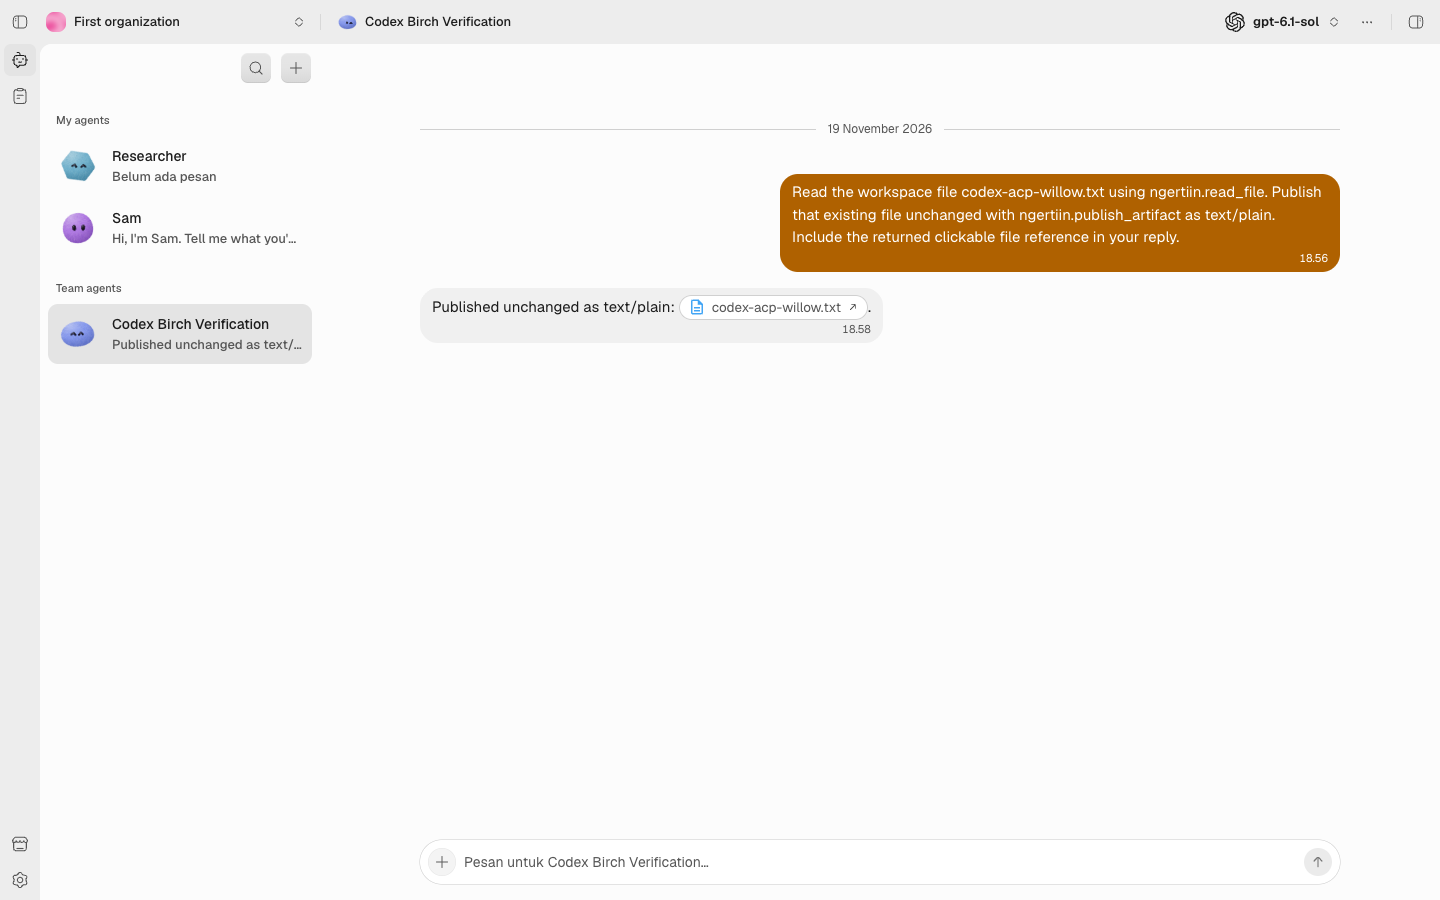 First organization
Codex Birch Verification
gpt-6.1-sol
My agents
Researcher
Belum ada pesan
Sam
Hi, I'm Sam. Tell me what you'...
Team agents
Codex Birch Verification
Published unchanged as text/...
19 November 2026
Read the workspace file codex-acp-willow.txt using ngertiin.read_file. Publish
that existing file unchanged with ngertiin.publish_artifact as text/plain.
Include the returned clickable file reference in your reply.
18.56
Published unchanged as text/plain: codex-acp-willow.txt ↗.
18.58
Pesan untuk Codex Birch Verification...